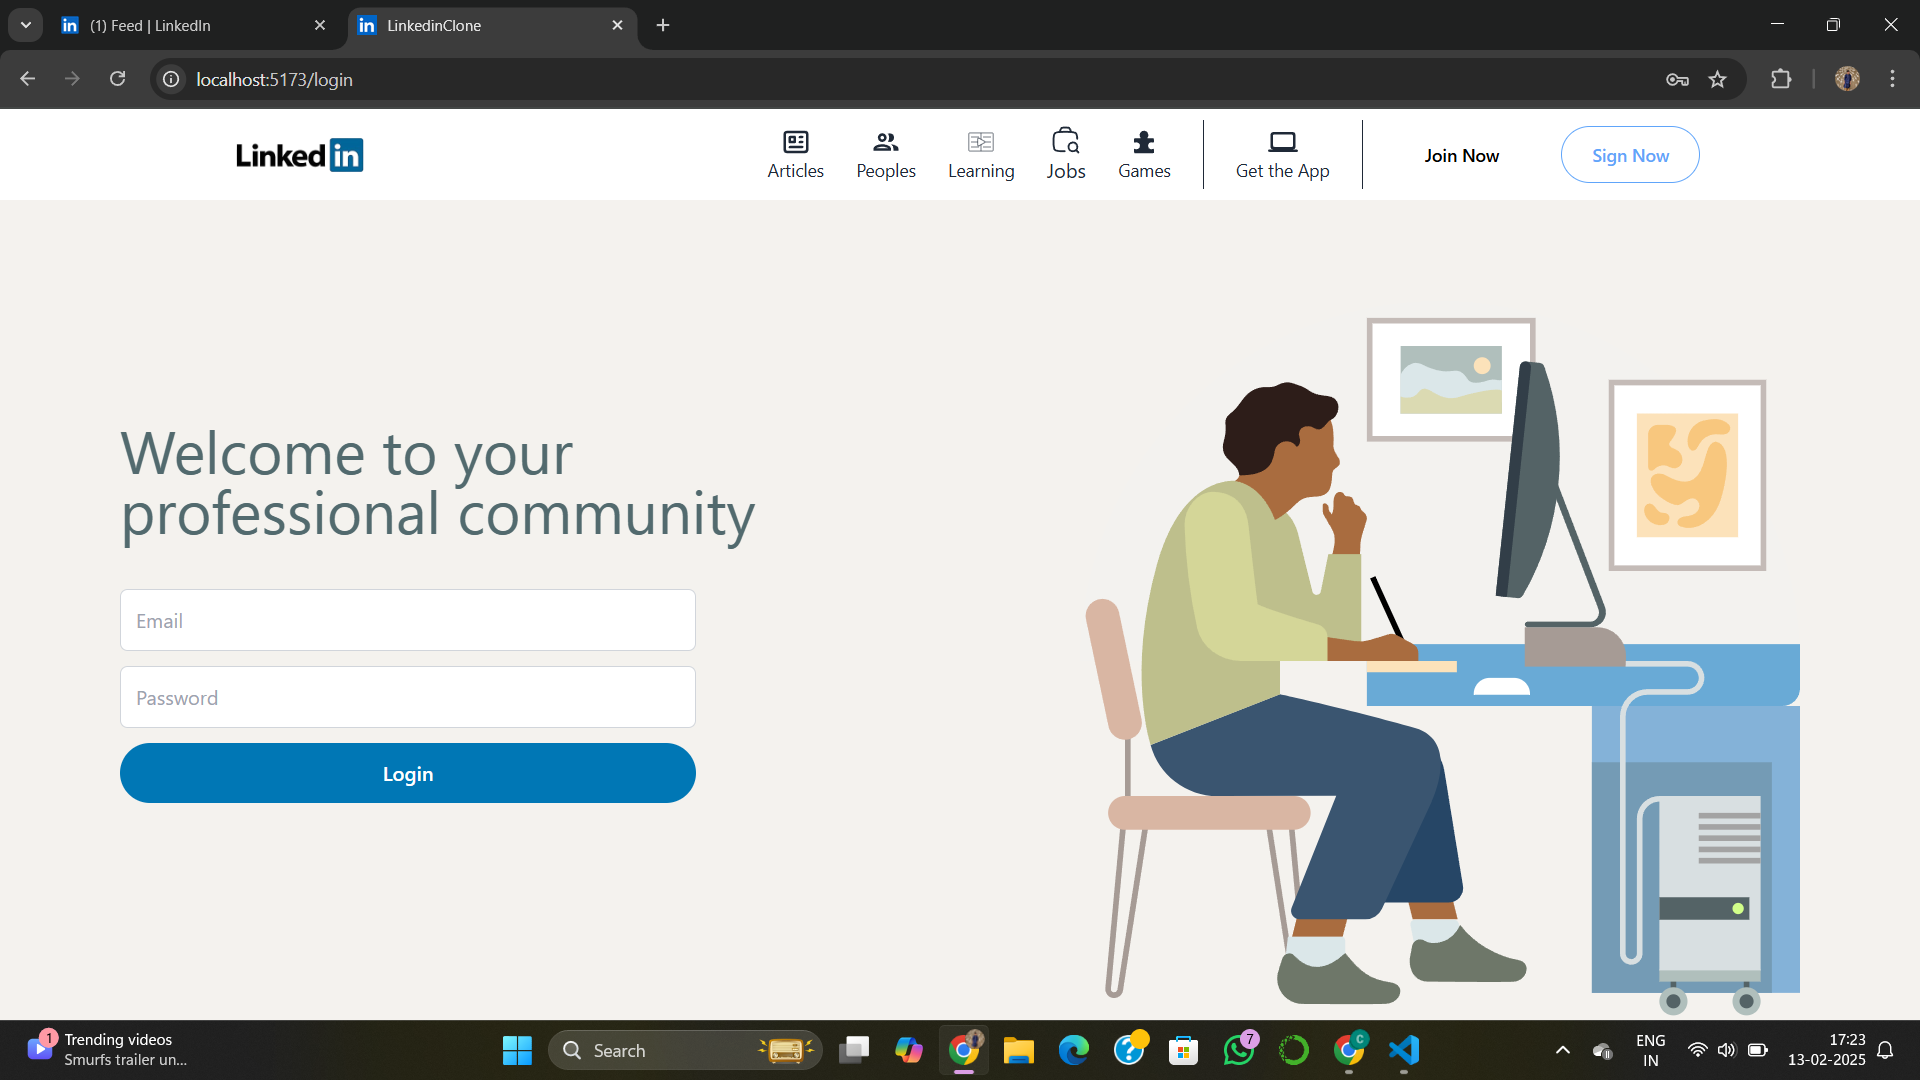 (1) Feed | LinkedIn
LinkedinClone
localhost:5173/login
Linked in
Articles
Peoples
Learning
Jobs
Games
Get the App
Join Now
Sign Now
Welcome to your
professional community
Email
Password
Login
1
Trending videos
Smurfs trailer un...
Search
7
C
ENG
IN
17:23
13-02-2025